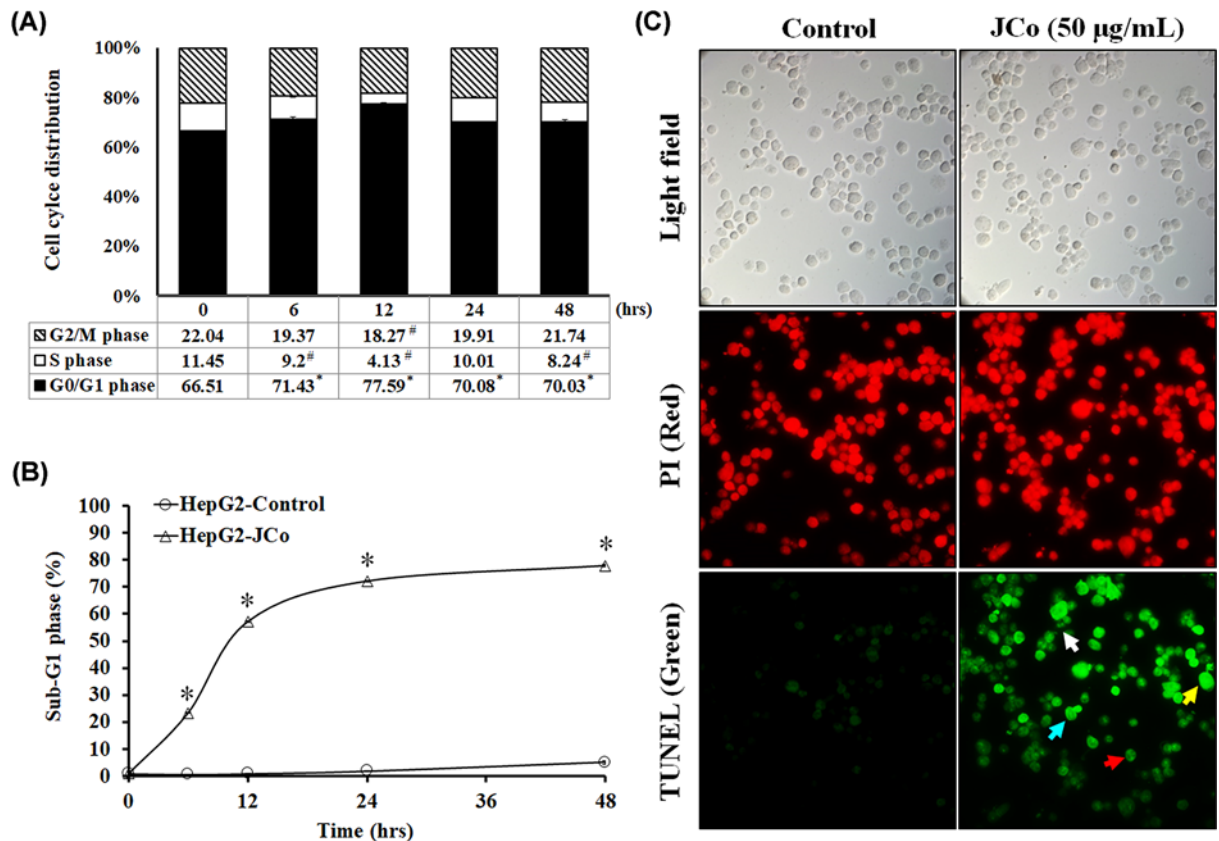 (A)
100%
80%
60%
40%
20%
0%
Cell cylce distribution
0 6 12 24 48 (hrs)
G2/M phase 22.04 19.37 18.27 # 19.91 21.74
S phase 11.45 9.2 # 4.13 # 10.01 8.24 #
G0/G1 phase 66.51 71.43 * 77.59 * 70.08 * 70.03 *
(B)
HepG2-Control
HepG2-JCo
100
90
80
70
60
50
40
30
20
10
0
Sub-G1 phase (%)
* * * *
0 12 24 36 48
Time (hrs)
(C)
Control JCo (50 μg/mL)
Light field
PI (Red)
TUNEL (Green)